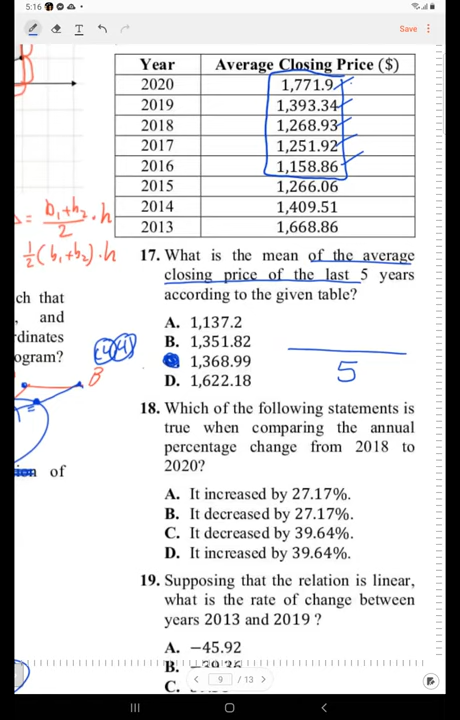 5:16
T
Save
Year Average Closing Price ($)
2020 1,771.9
2019 1,393.34
2018 1,268.93
2017 1,251.92
2016 1,158.86
2015 1,266.06
2014 1,409.51
2013 1,668.86
= b₁+b₂/2 · h
½(b₁+b₂)·h
17. What is the mean of the average
closing price of the last 5 years
according to the given table?
A. 1,137.2
B. 1,351.82
1,368.99
D. 1,622.18
5
ch that
, and
rdinates
ogram?
B
of
18. Which of the following statements is
true when comparing the annual
percentage change from 2018 to
2020?
A. It increased by 27.17%.
B. It decreased by 27.17%.
C. It decreased by 39.64%.
D. It increased by 39.64%.
19. Supposing that the relation is linear,
what is the rate of change between
years 2013 and 2019 ?
A. −45.92
B.
C.
9 / 13